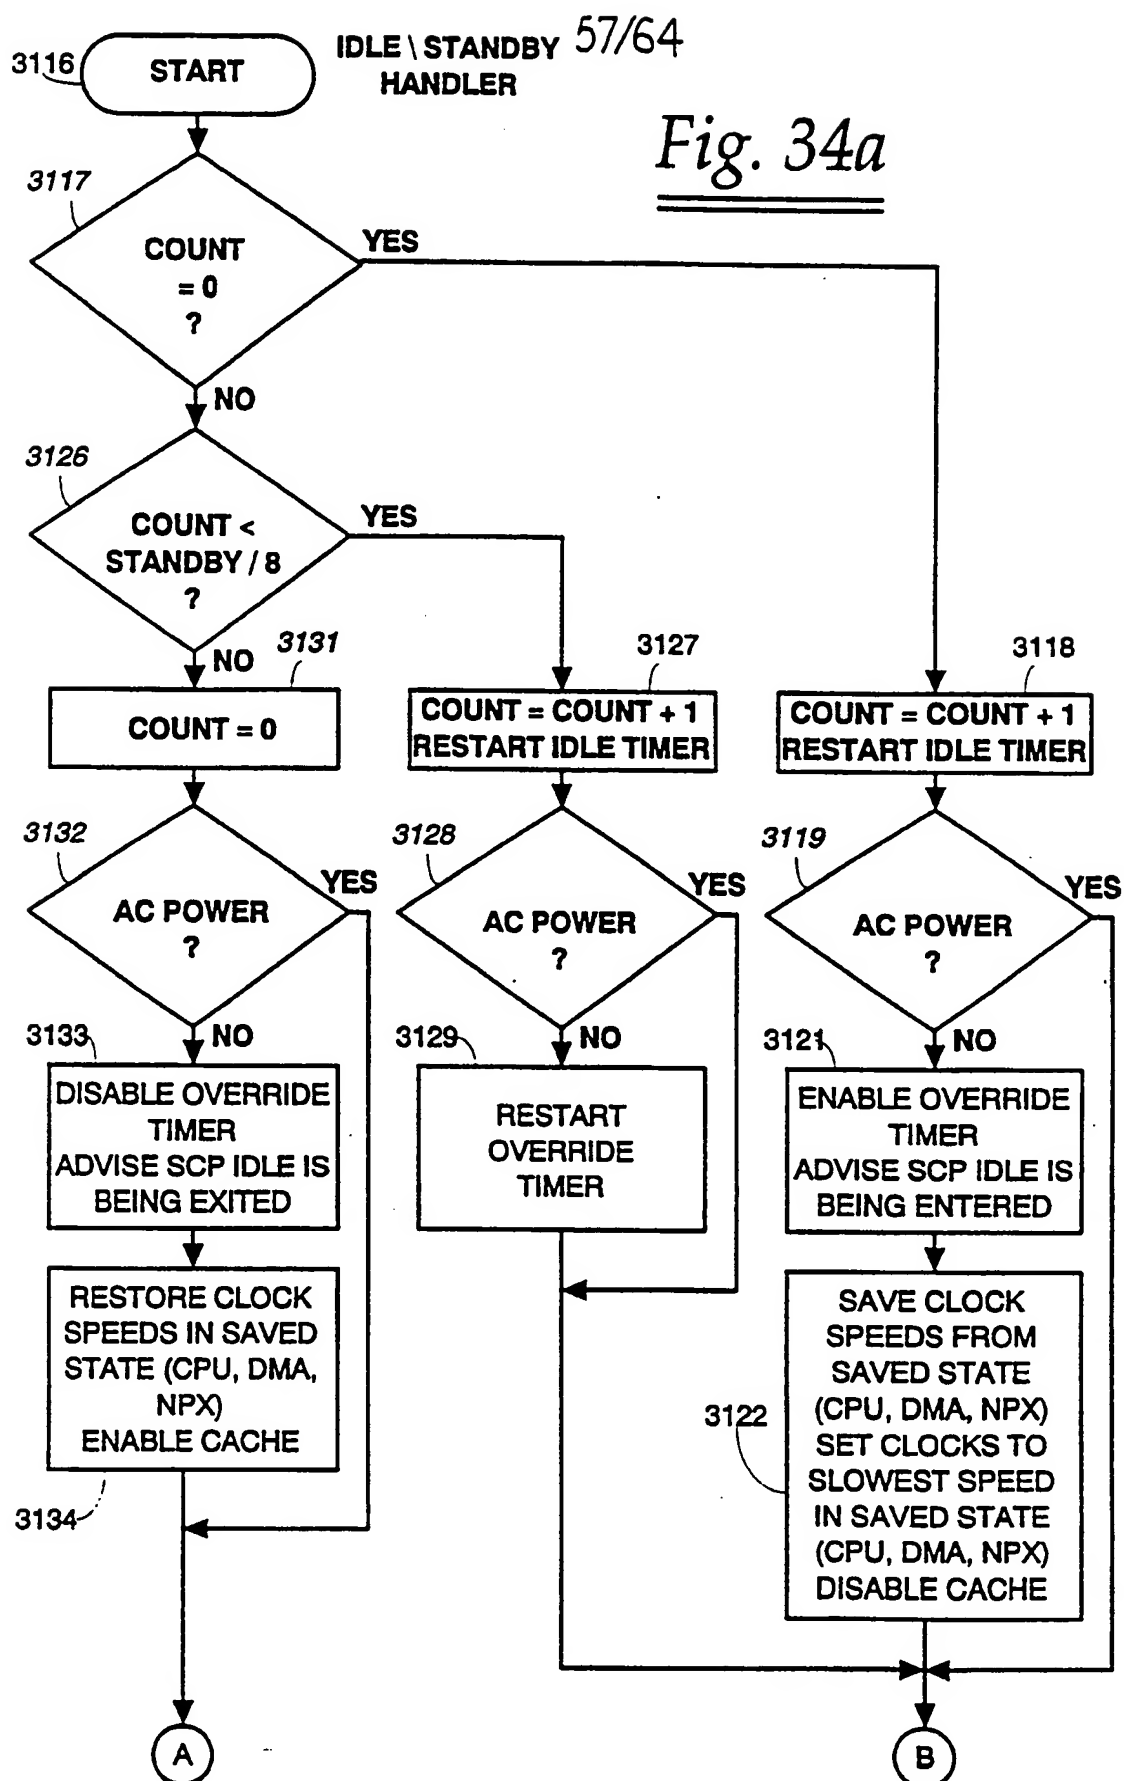 IDLE \ STANDBY 57/64
HANDLER
3116
START
Fig. 34a
3117
COUNT
= 0
?
YES
NO
3126
COUNT <
STANDBY / 8
?
YES
NO
3131
COUNT = 0
3127
COUNT = COUNT + 1
RESTART IDLE TIMER
3118
COUNT = COUNT + 1
RESTART IDLE TIMER
3132
AC POWER
?
YES
NO
3128
AC POWER
?
YES
NO
3119
AC POWER
?
YES
NO
3133
DISABLE OVERRIDE
TIMER
ADVISE SCP IDLE IS
BEING EXITED
3129
RESTART
OVERRIDE
TIMER
3121
ENABLE OVERRIDE
TIMER
ADVISE SCP IDLE IS
BEING ENTERED
RESTORE CLOCK
SPEEDS IN SAVED
STATE (CPU, DMA,
NPX)
ENABLE CACHE
3134
3122
SAVE CLOCK
SPEEDS FROM
SAVED STATE
(CPU, DMA, NPX)
SET CLOCKS TO
SLOWEST SPEED
IN SAVED STATE
(CPU, DMA, NPX)
DISABLE CACHE
A
B